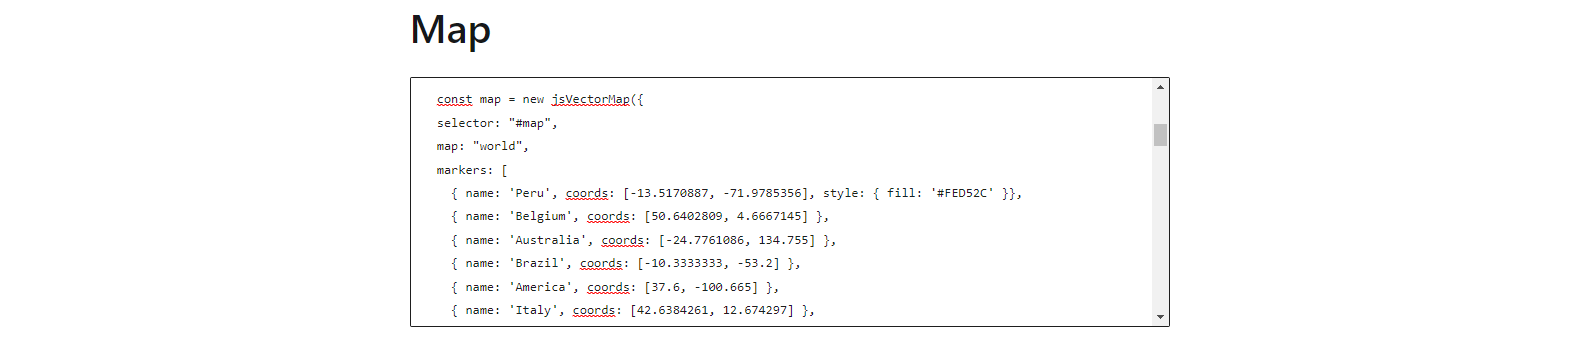 Map
const map = new jsVectorMap({
selector: "#map",
map: "world",
markers: [
{ name: 'Peru', coords: [-13.5170887, -71.9785356], style: { fill: '#FED52C' }},
{ name: 'Belgium', coords: [50.6402809, 4.6667145] },
{ name: 'Australia', coords: [-24.7761086, 134.755] },
{ name: 'Brazil', coords: [-10.3333333, -53.2] },
{ name: 'America', coords: [37.6, -100.665] },
{ name: 'Italy', coords: [42.6384261, 12.674297] },